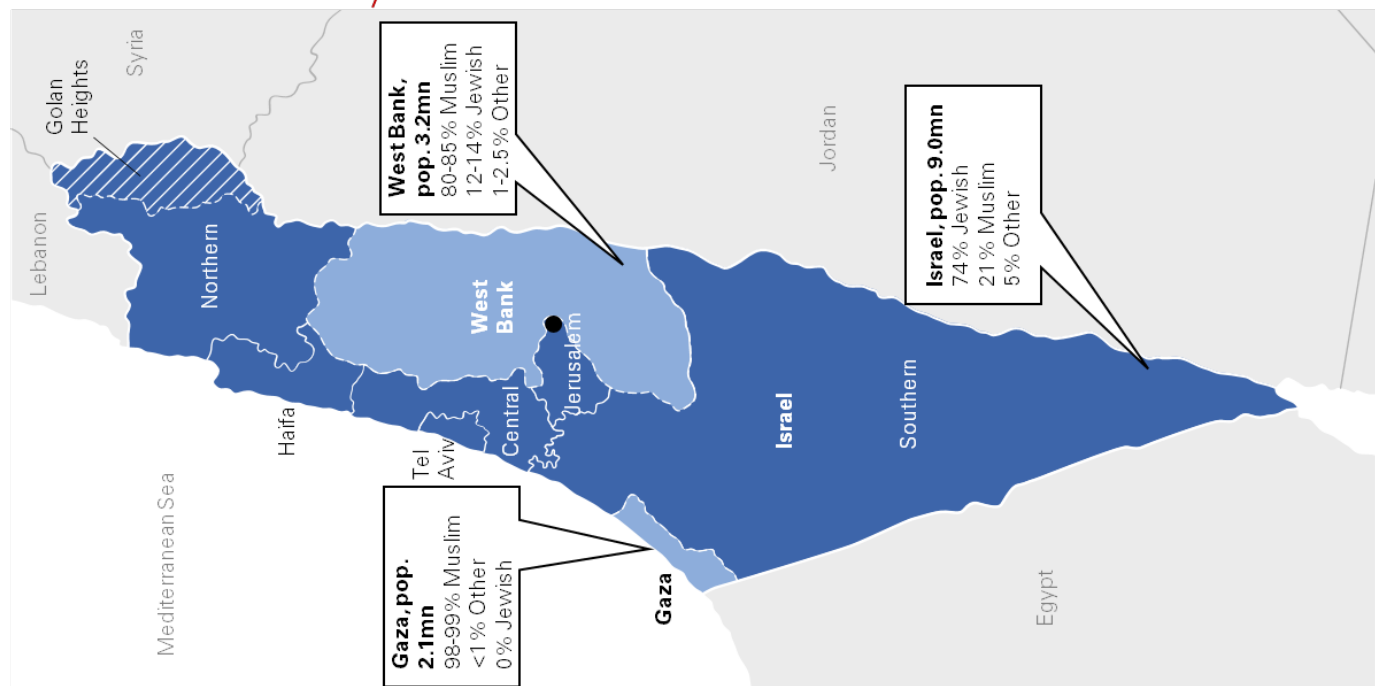 Lebanon
Syria
Golan
Heights
Northern
Mediterranean Sea
Haifa
Tel
Aviv
Central
Jerusalem
West
Bank
West Bank,
pop. 3.2mn
80-85% Muslim
12-14% Jewish
1-2.5% Other
Gaza, pop.
2.1mn
98-99% Muslim
<1% Other
0% Jewish
Gaza
Israel
Southern
Jordan
Israel, pop. 9.0mn
74% Jewish
21% Muslim
5% Other
Egypt